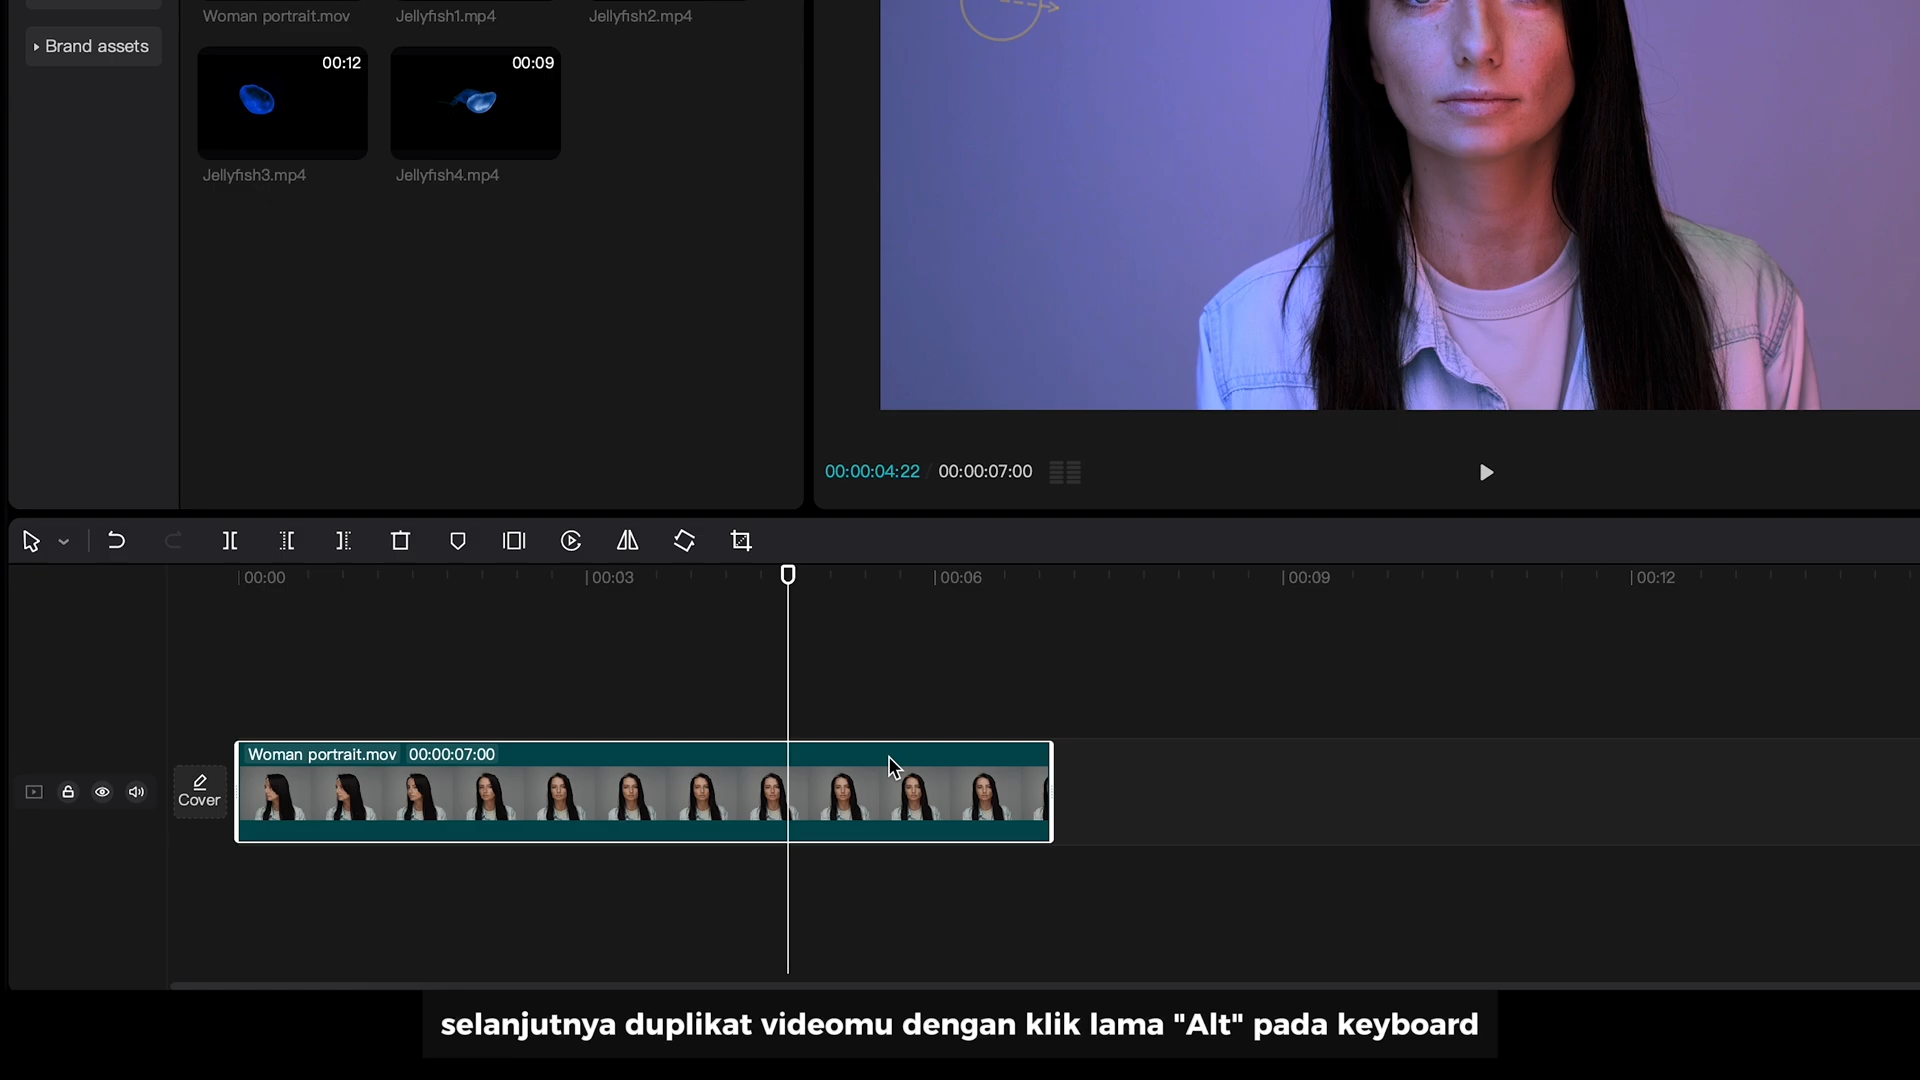 Woman portrait.mov
Jellyfish1.mp4
Jellyfish2.mp4
Brand assets
00:12
00:09
Jellyfish3.mp4
Jellyfish4.mp4
00:00:04:22 / 00:00:07:00
00:00
00:03
00:06
00:09
00:12
Woman portrait.mov 00:00:07:00
Cover
selanjutnya duplikat videomu dengan klik lama "Alt" pada keyboard